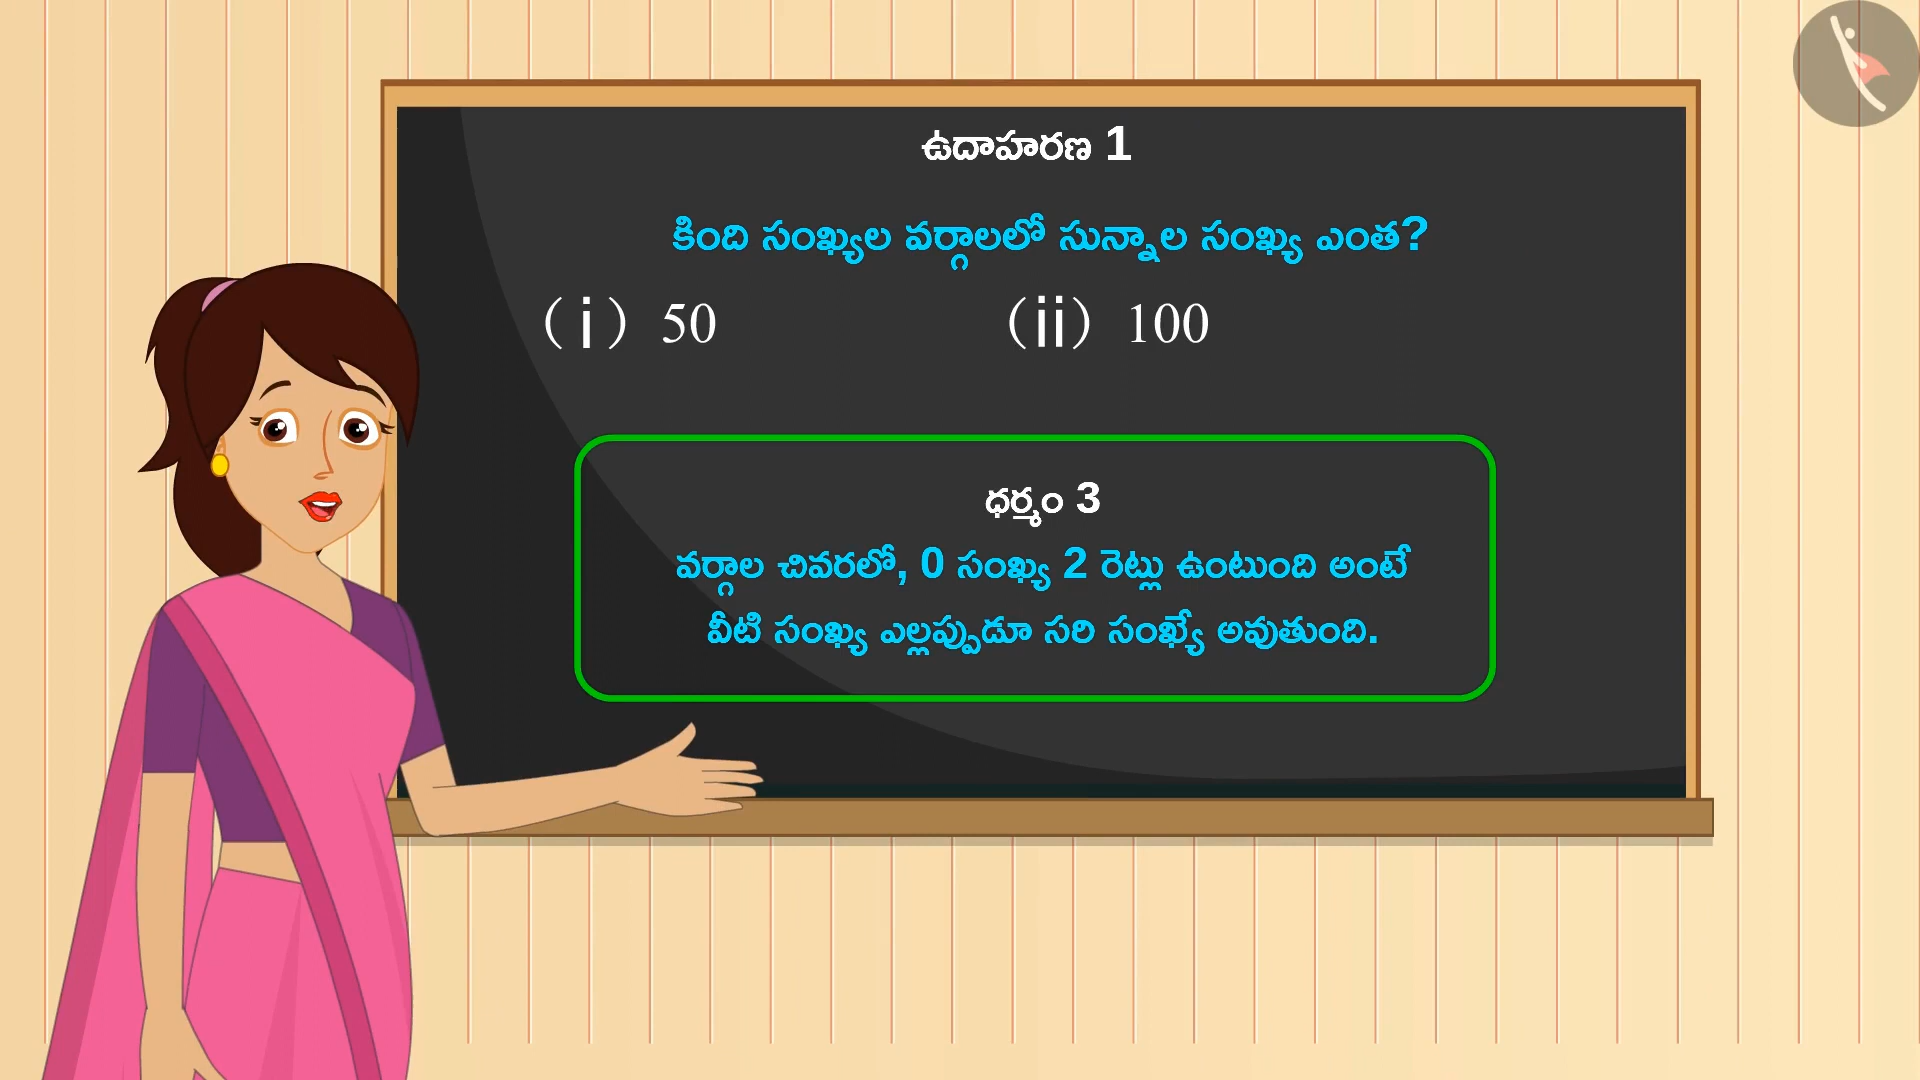 ఉదాహరణ 1
కింది సంఖ్యల వర్గాలలో సున్నాల సంఖ్య ఎంత?
(i) 50 (ii) 100
ధర్మం 3
వర్గాల చివరలో, 0 సంఖ్య 2 రెట్లు ఉంటుంది అంటే
వీటి సంఖ్య ఎల్లప్పుడూ సరి సంఖ్యే అవుతుంది.